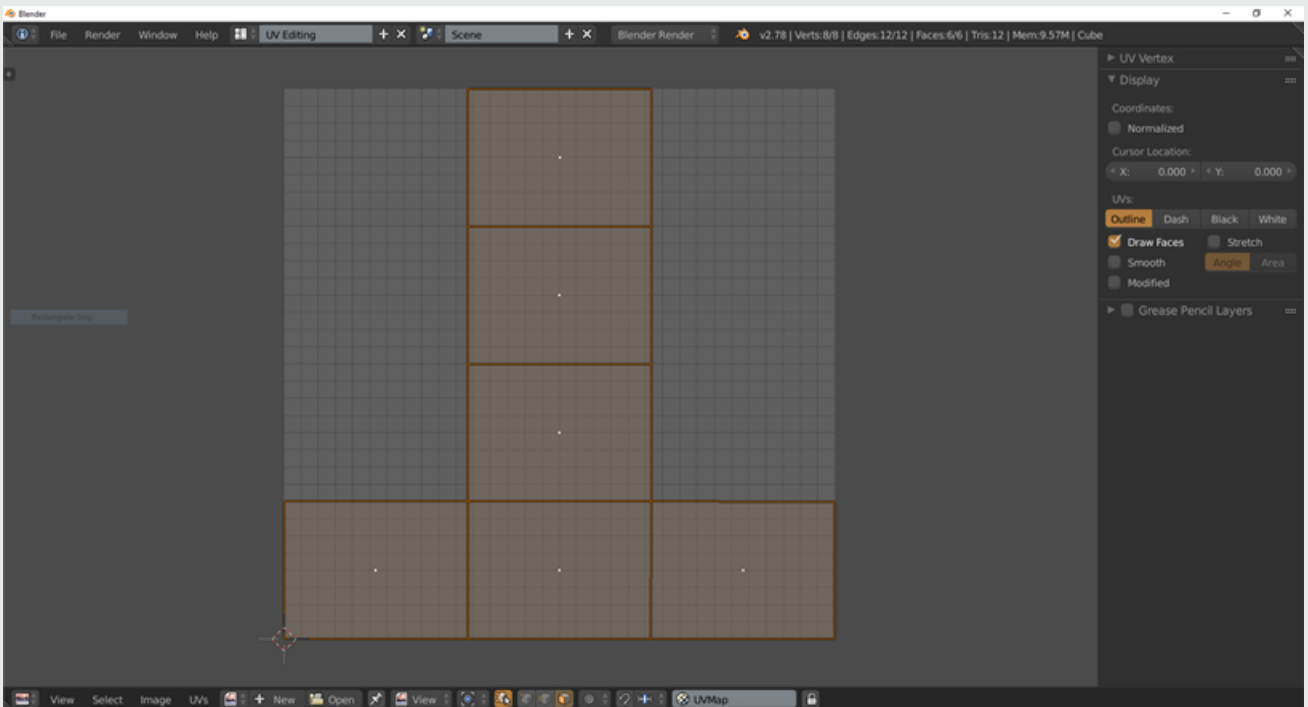 Blender
File Render Window Help UV Editing Scene Blender Render v2.78 | Verts:8/8 | Edges:12/12 | Faces:6/6 | Tris:12 | Mem:9.57M | Cube
UV Vertex
Display
Coordinates:
Normalized
Cursor Location:
X: 0.000 Y: 0.000
UVs:
Outline Dash Black White
Draw Faces Stretch
Smooth Angle Area
Modified
Grease Pencil Layers
Rectangular Snip
View Select Image UVs New Open View UVMap